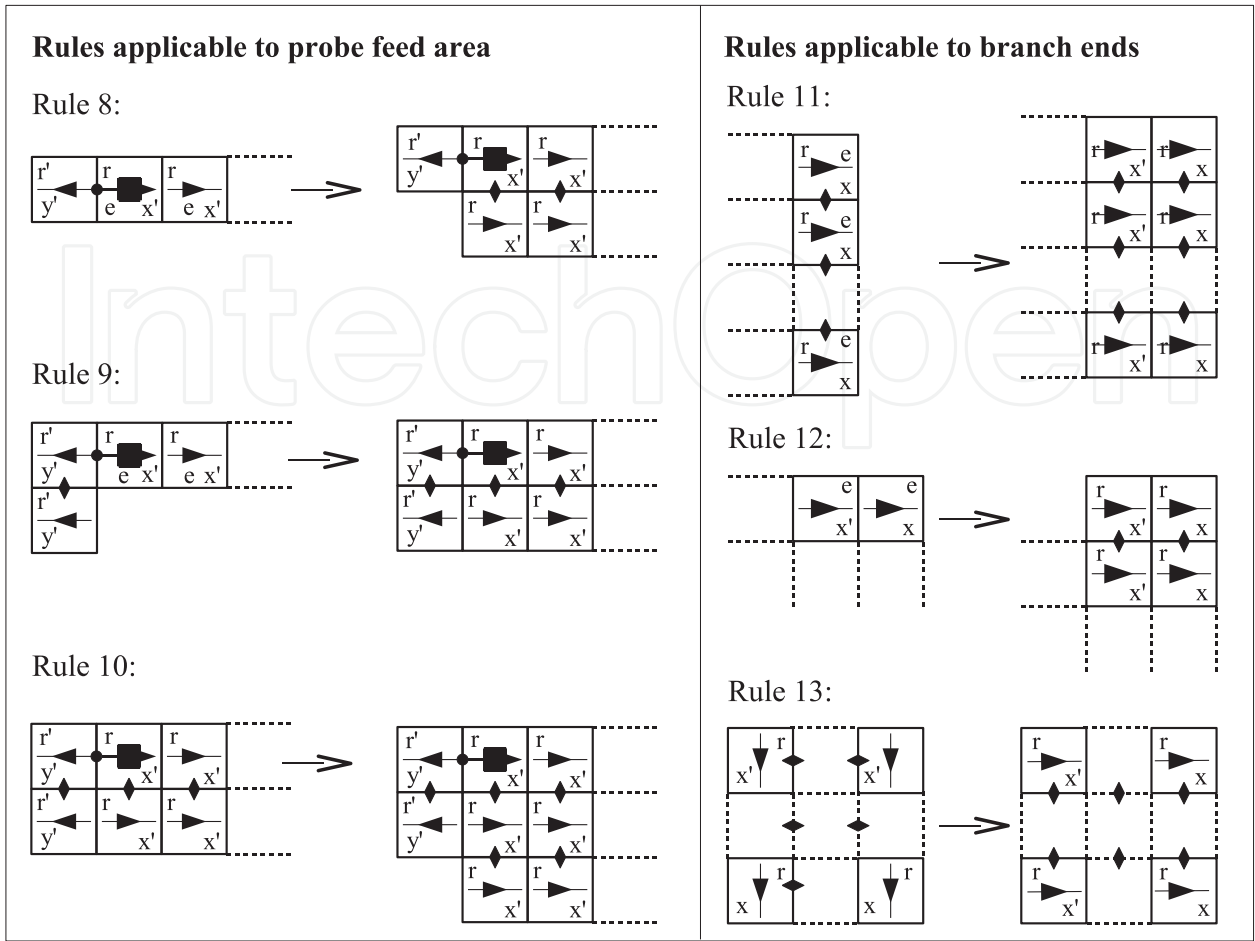 Rules applicable to probe feed area
Rule 8:
r' r r
y' e x' e x'
r' r r
y' x' x'
r r
x' x'
Rule 9:
r' r r
y' e x' e x'
r'
y'
r' r r
y' x' x'
r' r r
y' x' x'
Rule 10:
r' r r
y' x' x'
r' r r
y' x' x'
r' r r
y' x' x'
r' r r
y' x' x'
r r
x' x'
Rules applicable to branch ends
Rule 11:
r e
x
r e
x
r e
x
r r
x' x
r r
x' x
r r
x' x
Rule 12:
e e
x' x
r r
x' x
r r
x' x
Rule 13:
r
x' x'
r r
x x
r r
x' x
r r
x' x
IntechOpen